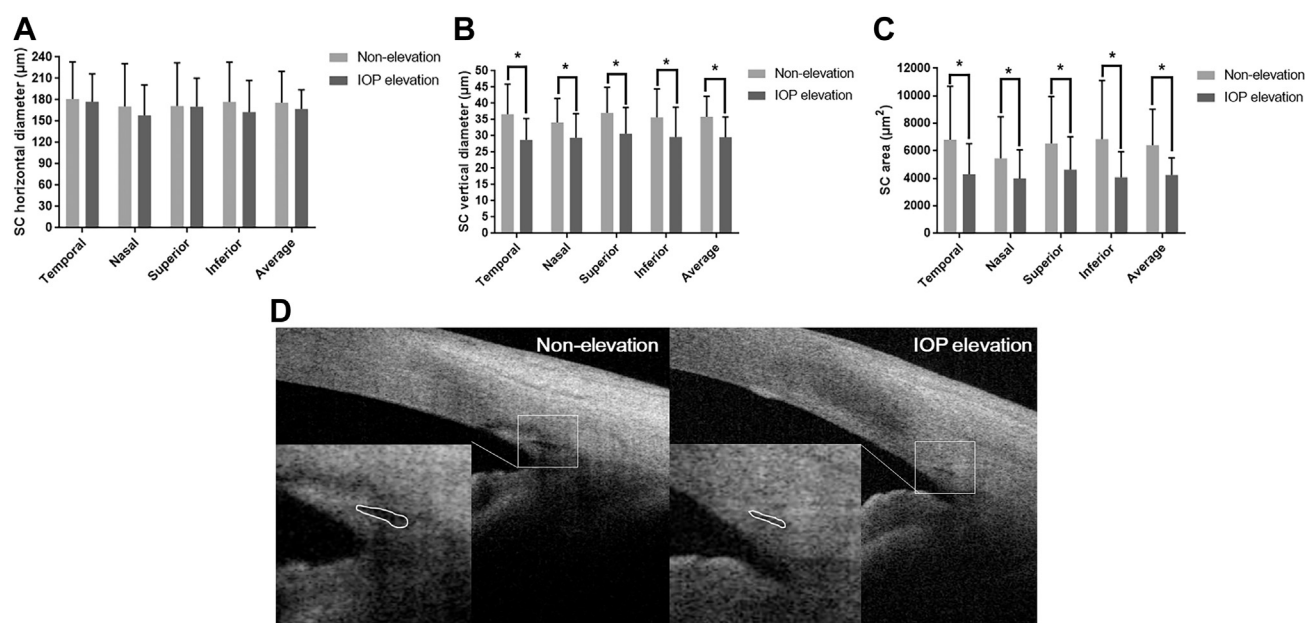 A
SC horizontal diameter (μm)
240
210
180
150
120
90
60
30
0
Temporal
Nasal
Superior
Inferior
Average
Non-elevation
IOP elevation
B
SC vertical diameter (μm)
50
45
40
35
30
25
20
15
10
5
0
* * * * *
Temporal
Nasal
Superior
Inferior
Average
Non-elevation
IOP elevation
C
SC area (μm²)
12000
10000
8000
6000
4000
2000
0
* * * * *
Temporal
Nasal
Superior
Inferior
Average
Non-elevation
IOP elevation
D
Non-elevation
IOP elevation